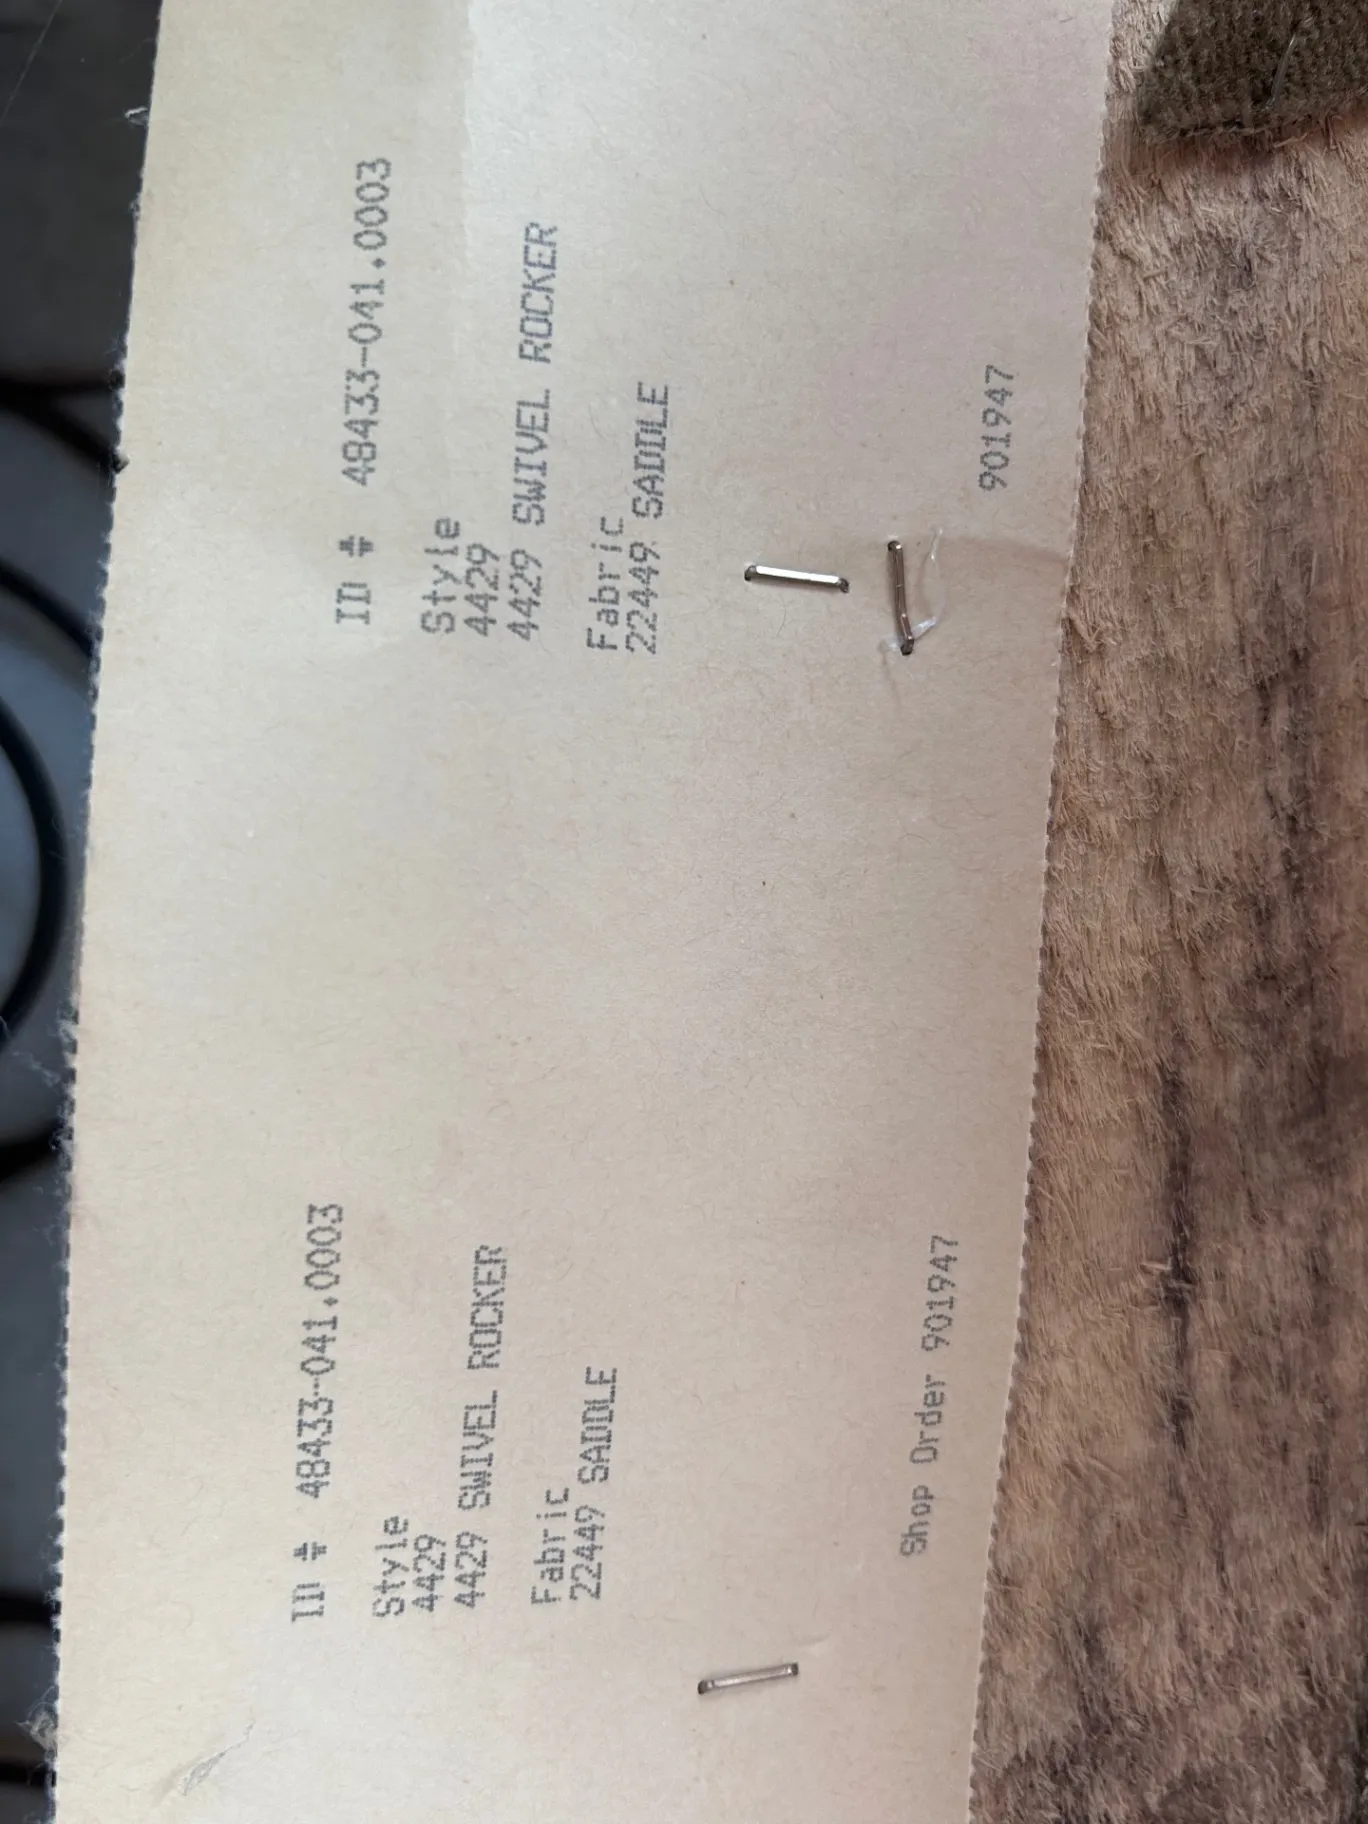 ID # 48433-041.0003
Style
4429
4429 SWIVEL ROCKER
Fabric
22449 SADDLE
901947
ID # 48433-041.0003
Style
4429
4429 SWIVEL ROCKER
Fabric
22449 SADDLE
Shop Order 901947